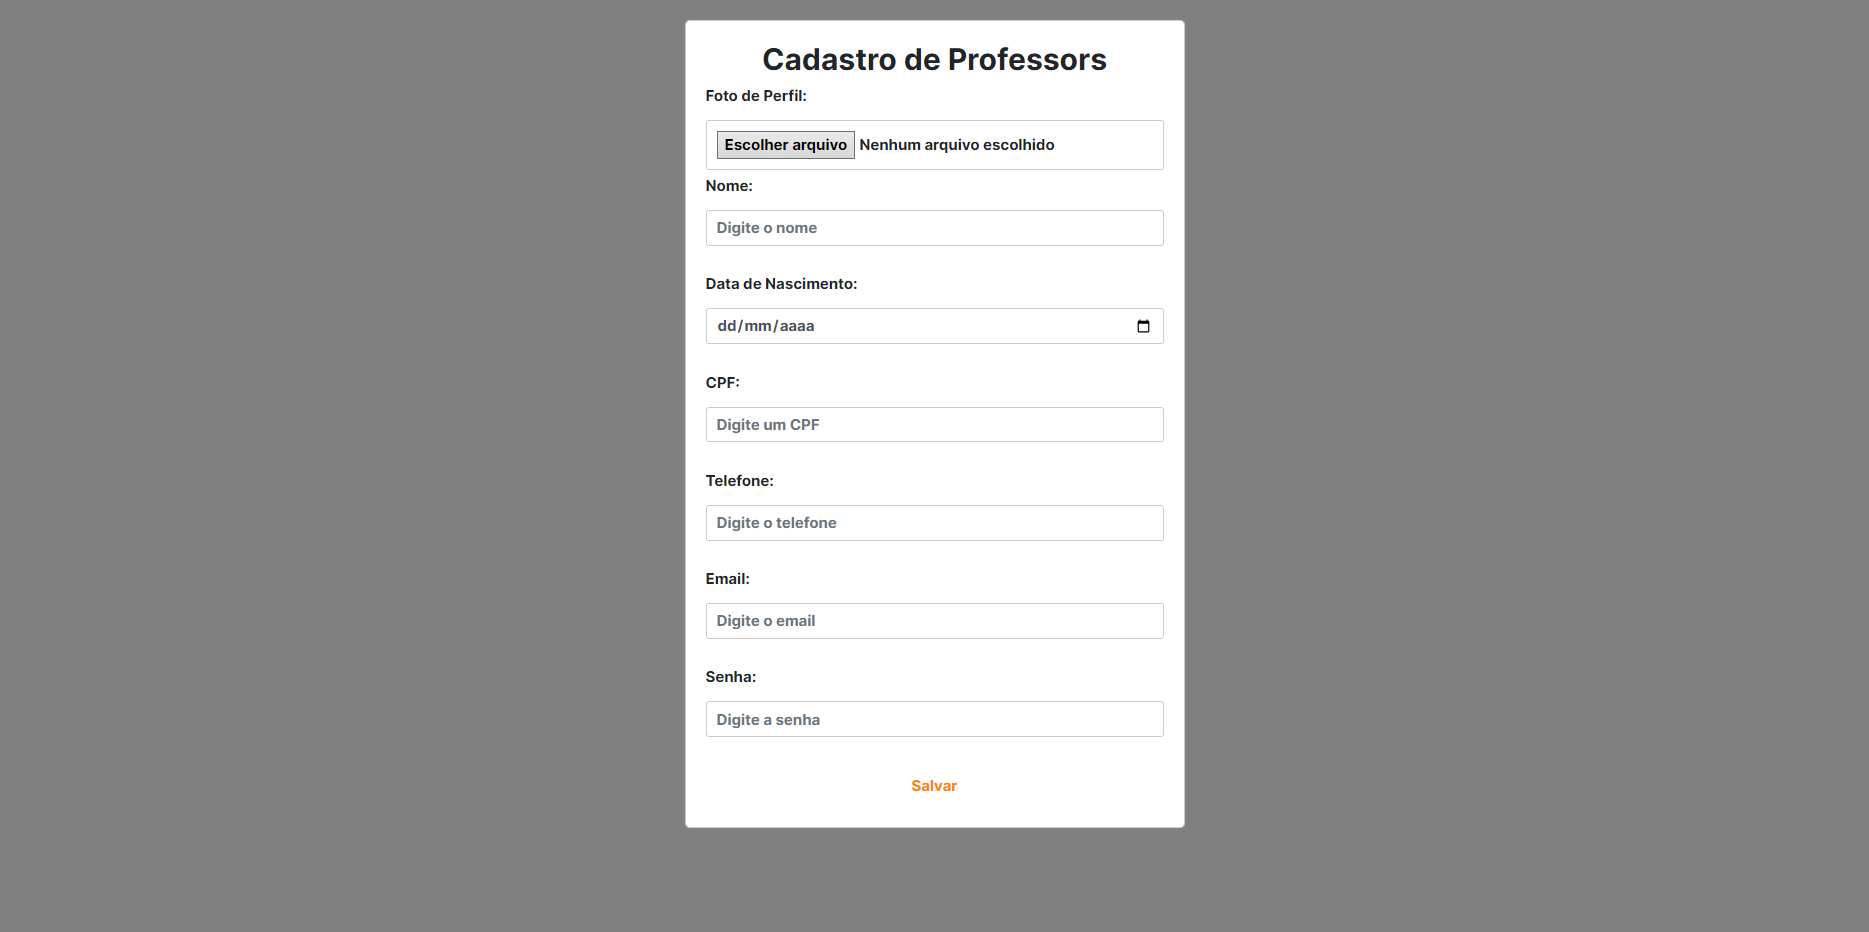 Cadastro de Professors
Foto de Perfil:
Escolher arquivo Nenhum arquivo escolhido
Nome:
Digite o nome
Data de Nascimento:
dd/mm/aaaa
CPF:
Digite um CPF
Telefone:
Digite o telefone
Email:
Digite o email
Senha:
Digite a senha
Salvar